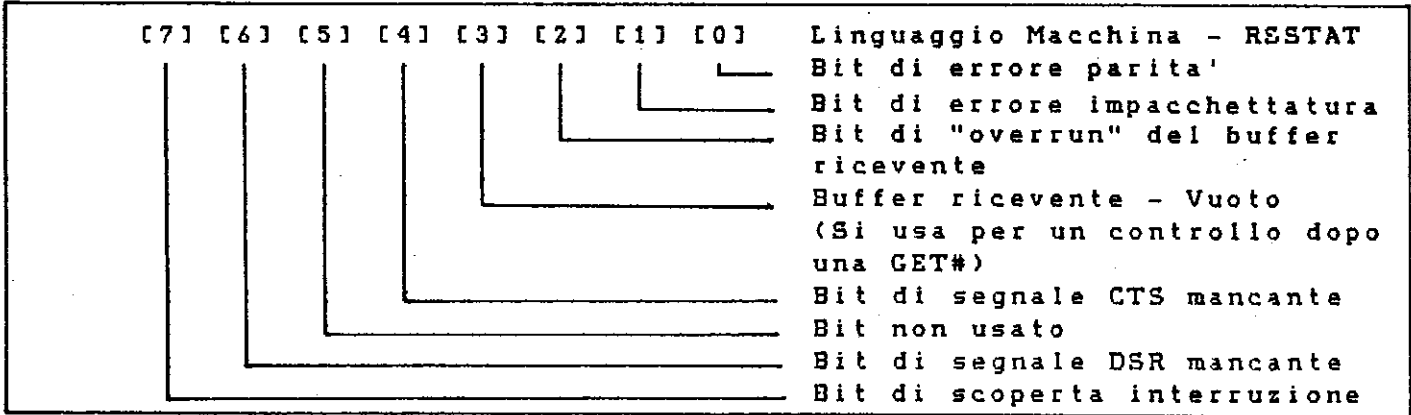 [7] [6] [5] [4] [3] [2] [1] [0] Linguaggio Macchina - RSSTAT
Bit di errore parita'
Bit di errore impacchettatura
Bit di "overrun" del buffer
ricevente
Buffer ricevente - Vuoto
(Si usa per un controllo dopo
una GET#)
Bit di segnale CTS mancante
Bit non usato
Bit di segnale DSR mancante
Bit di scoperta interruzione